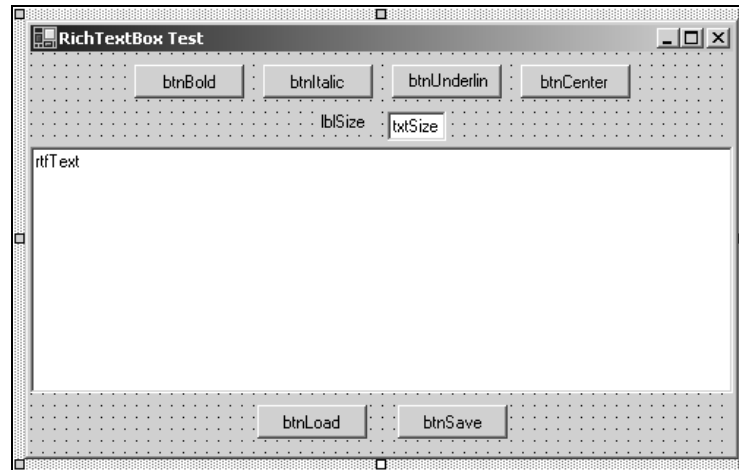 RichTextBox Test
btnBold btnItalic btnUnderlin btnCenter
lblSize txtSize
rtfText
btnLoad btnSave